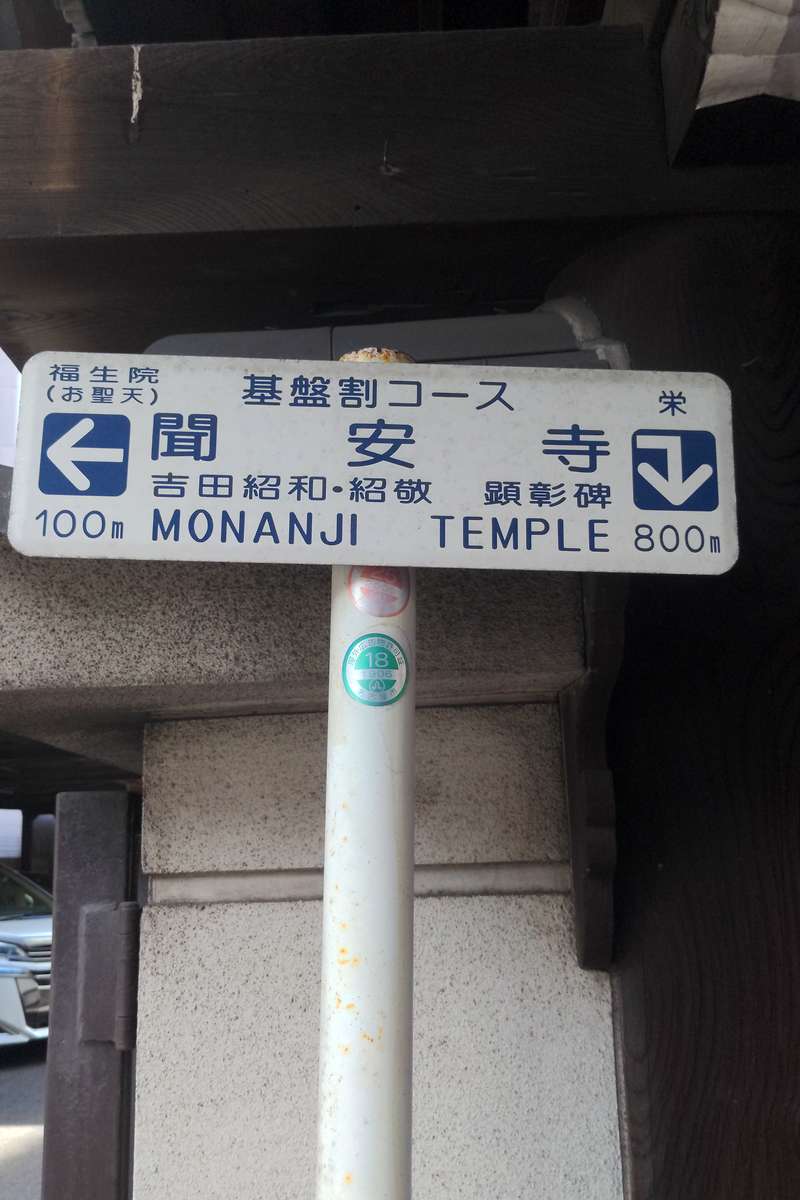 基盤割コース
福生院
(お聖天)
100m
聞安寺
吉田紹和・紹敬 顕彰碑
MONANJI TEMPLE
栄
800m
18